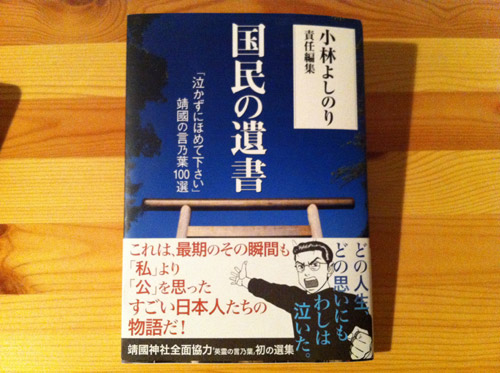 小林よしのり
責任編集
国民の遺書
「泣かずにほめて下さい」
靖國の言乃葉100選
どの人生、
どの思いにも
わしは
泣いた。
これは、最期のその瞬間も
「私」より
「公」を思った
すごい日本人たちの
物語だ!
靖國神社全面協力「英霊の言乃葉」初の選集